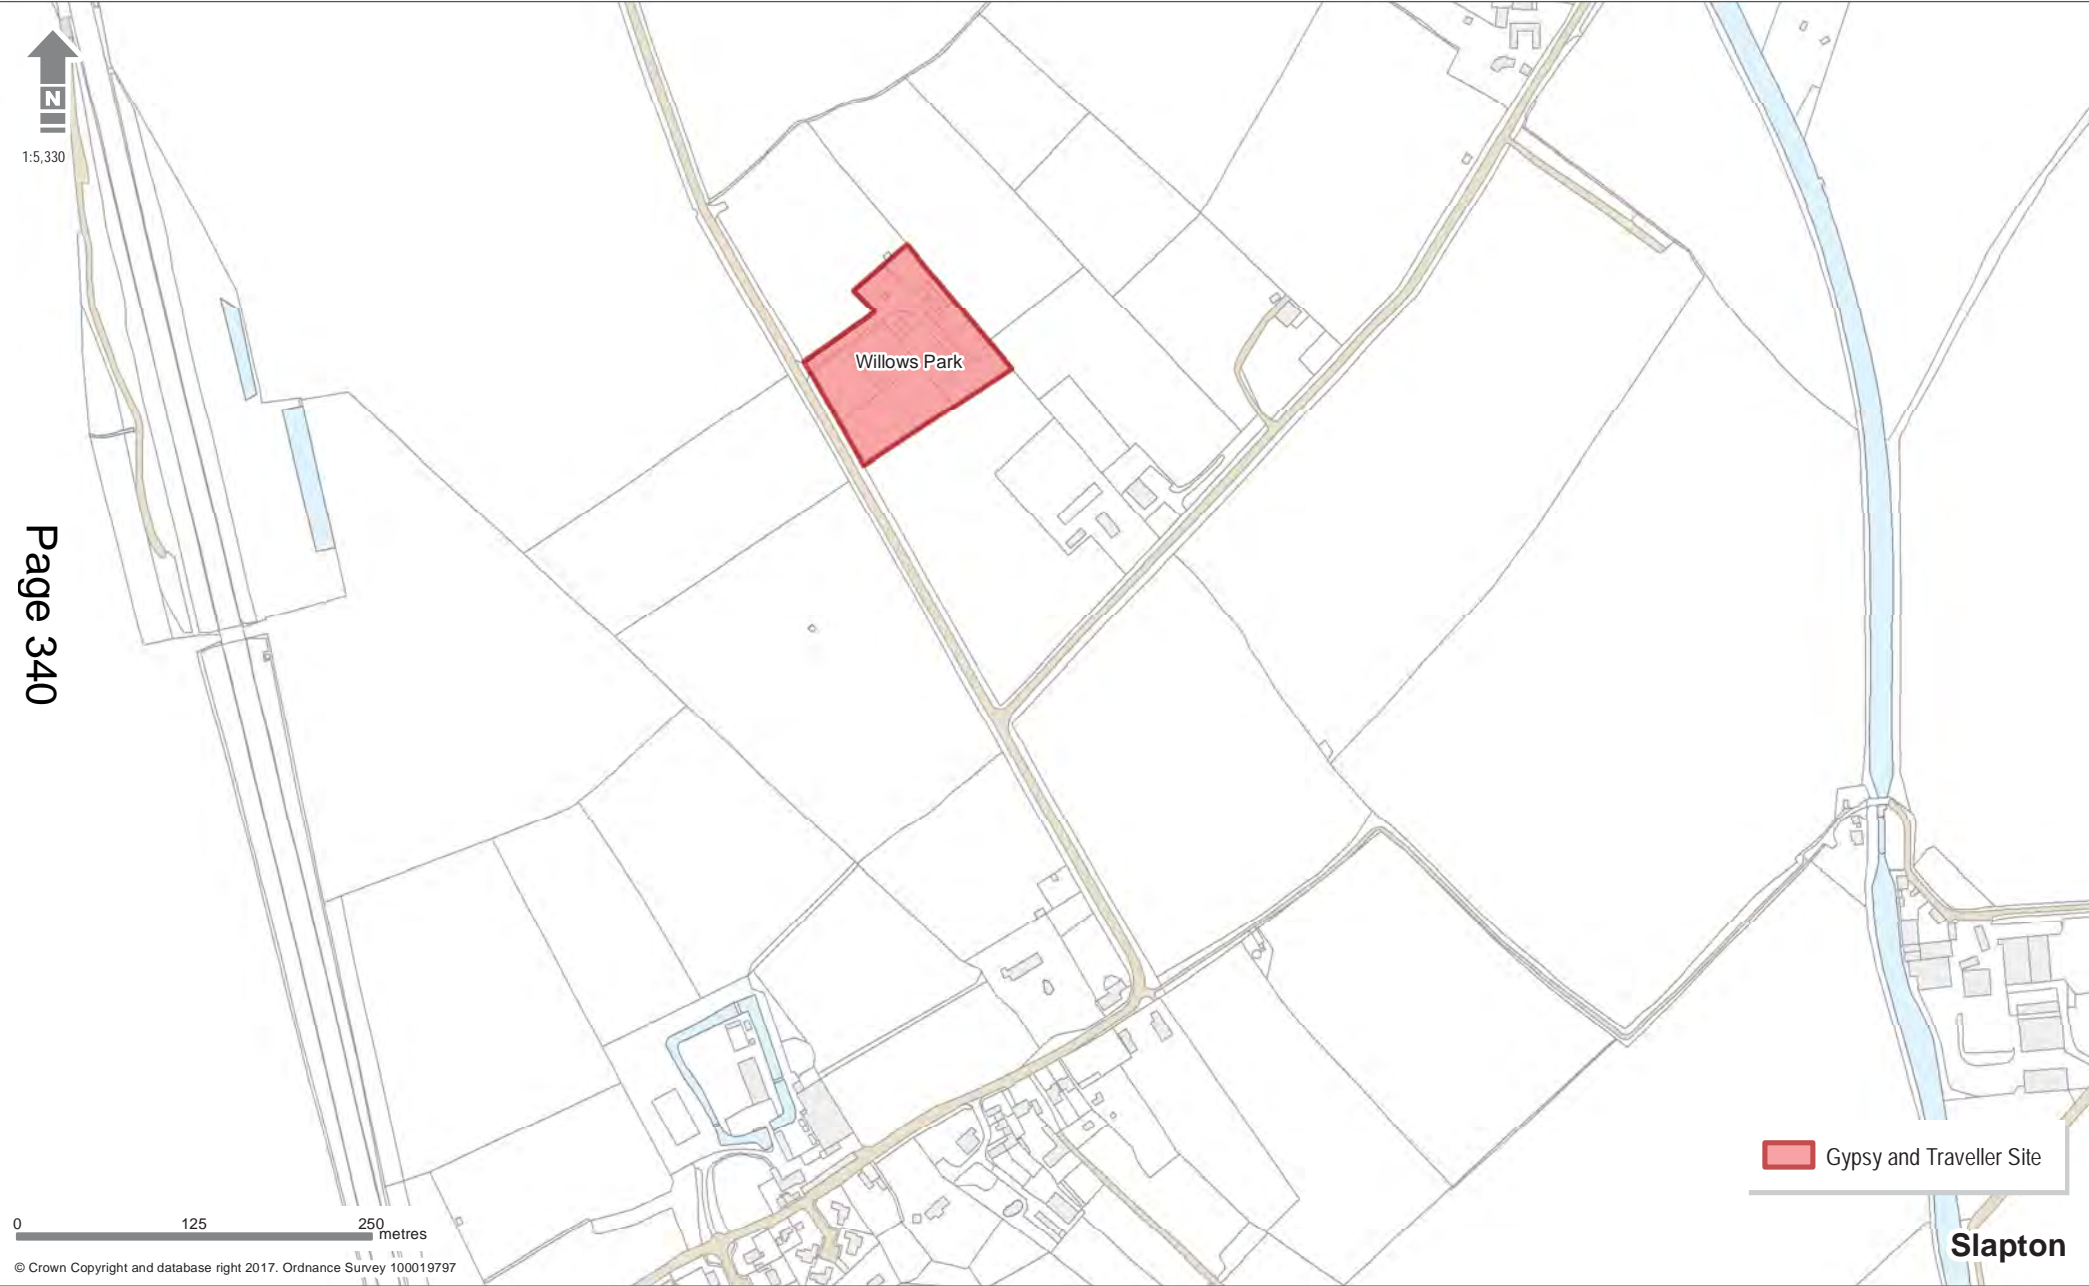 N
1:5,330
Willows Park
Page 340
Gypsy and Traveller Site
Slapton
0 125 250
metres
© Crown Copyright and database right 2017. Ordnance Survey 100019797